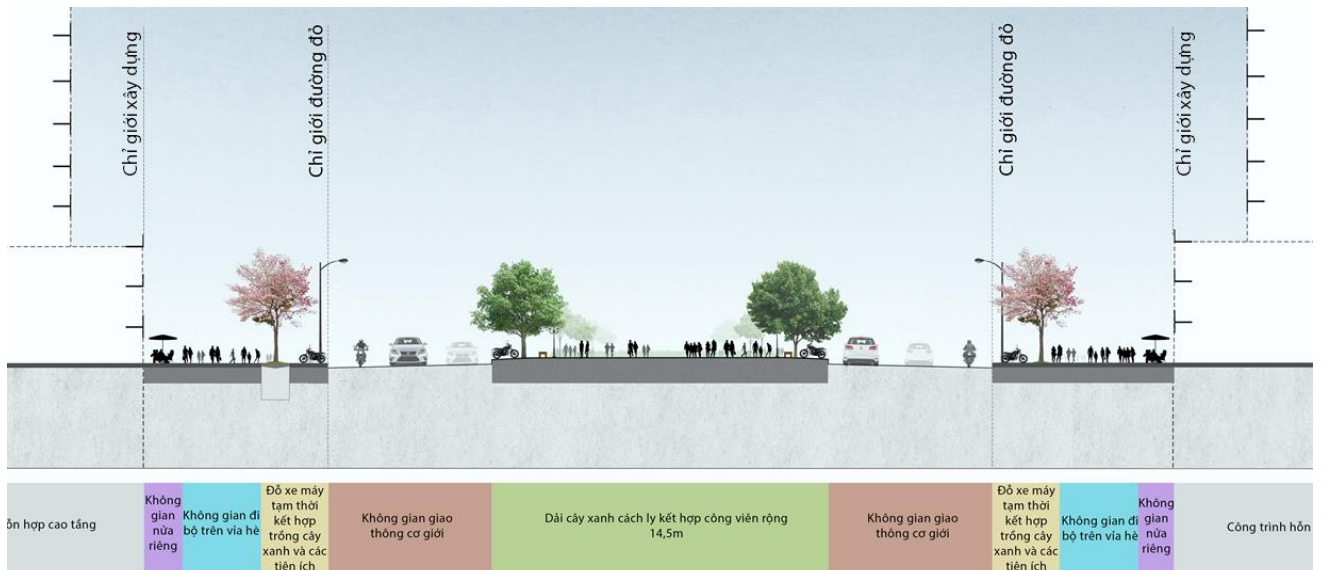 Chỉ giới xây dựng
Chỉ giới đường đỏ
Chỉ giới đường đỏ
Chỉ giới xây dựng
ỗn hợp cao tầng
Không
gian
nửa
riêng
Không gian đi
bộ trên vỉa hè
Đỗ xe máy
tạm thời
kết hợp
trồng cây
xanh và các
tiện ích
Không gian giao
thông cơ giới
Dải cây xanh cách ly kết hợp công viên rộng
14,5m
Không gian giao
thông cơ giới
Đỗ xe máy
tạm thời
kết hợp
trồng cây
xanh và các
tiện ích
Không gian đi
bộ trên vỉa hè
Không
gian
nửa
riêng
Công trình hỗn